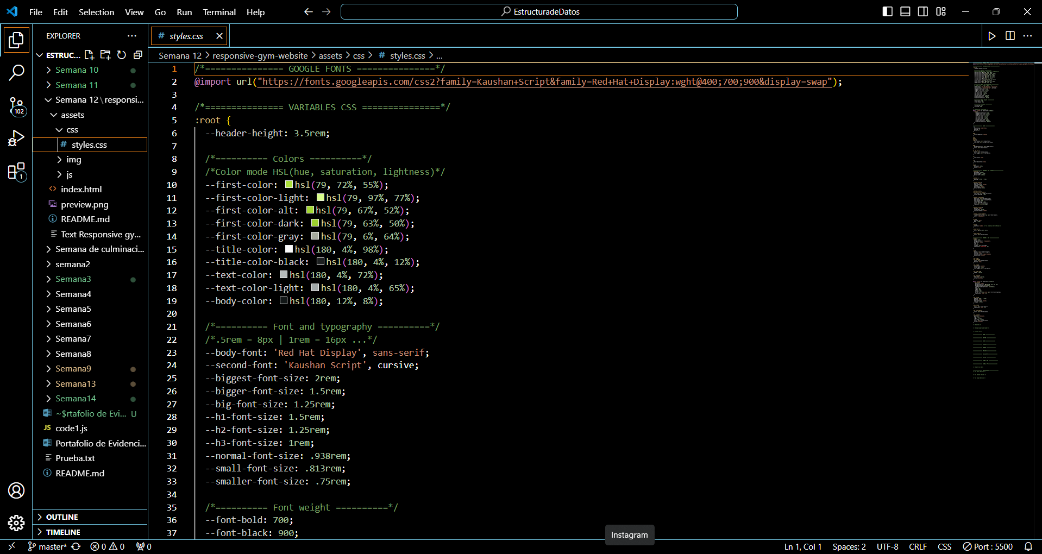 File Edit Selection View Go Run Terminal Help
EstructuradeDatos
EXPLORER
ESTRUC...
Semana 10
Semana 11
Semana 12 \ responsi...
assets
css
# styles.css
img
js
index.html
preview.png
README.md
Text Responsive gy...
Semana de culminaci...
semana2
Semana3
Semana4
Semana5
Semana6
Semana7
Semana8
Semana9
Semana13
Semana14
~$rtafolio de Evi... U
JS code1.js
Portafolio de Evidenci...
Prueba.txt
README.md
OUTLINE
TIMELINE
102
1
# styles.css
Semana 12 > responsive-gym-website > assets > css > # styles.css > ...
1 /*=============== GOOGLE FONTS ===============*/
2 @import url("https://fonts.googleapis.com/css2?family=Kaushan+Script&family=Red+Hat+Display:wght@400;700;900&display=swap");
3
4 /*=============== VARIABLES CSS ===============*/
5 :root {
6 --header-height: 3.5rem;
7
8 /*========== Colors ==========*/
9 /*Color mode HSL(hue, saturation, lightness)*/
10 --first-color: hsl(79, 72%, 55%);
11 --first-color-light: hsl(79, 97%, 77%);
12 --first-color-alt: hsl(79, 67%, 52%);
13 --first-color-dark: hsl(79, 63%, 50%);
14 --first-color-gray: hsl(79, 6%, 64%);
15 --title-color: hsl(180, 4%, 98%);
16 --title-color-black: hsl(180, 4%, 12%);
17 --text-color: hsl(180, 4%, 72%);
18 --text-color-light: hsl(180, 4%, 65%);
19 --body-color: hsl(180, 12%, 8%);
20
21 /*========== Font and typography ==========*/
22 /*.5rem = 8px | 1rem = 16px ...*/
23 --body-font: 'Red Hat Display', sans-serif;
24 --second-font: 'Kaushan Script', cursive;
25 --biggest-font-size: 2rem;
26 --bigger-font-size: 1.5rem;
27 --big-font-size: 1.25rem;
28 --h1-font-size: 1.5rem;
29 --h2-font-size: 1.25rem;
30 --h3-font-size: 1rem;
31 --normal-font-size: .938rem;
32 --small-font-size: .813rem;
33 --smaller-font-size: .75rem;
34
35 /*========== Font weight ==========*/
36 --font-bold: 700;
37 --font-black: 900;
Instagram
master* 0 0 0 Ln 1, Col 1 Spaces: 2 UTF-8 CRLF CSS Port : 5500